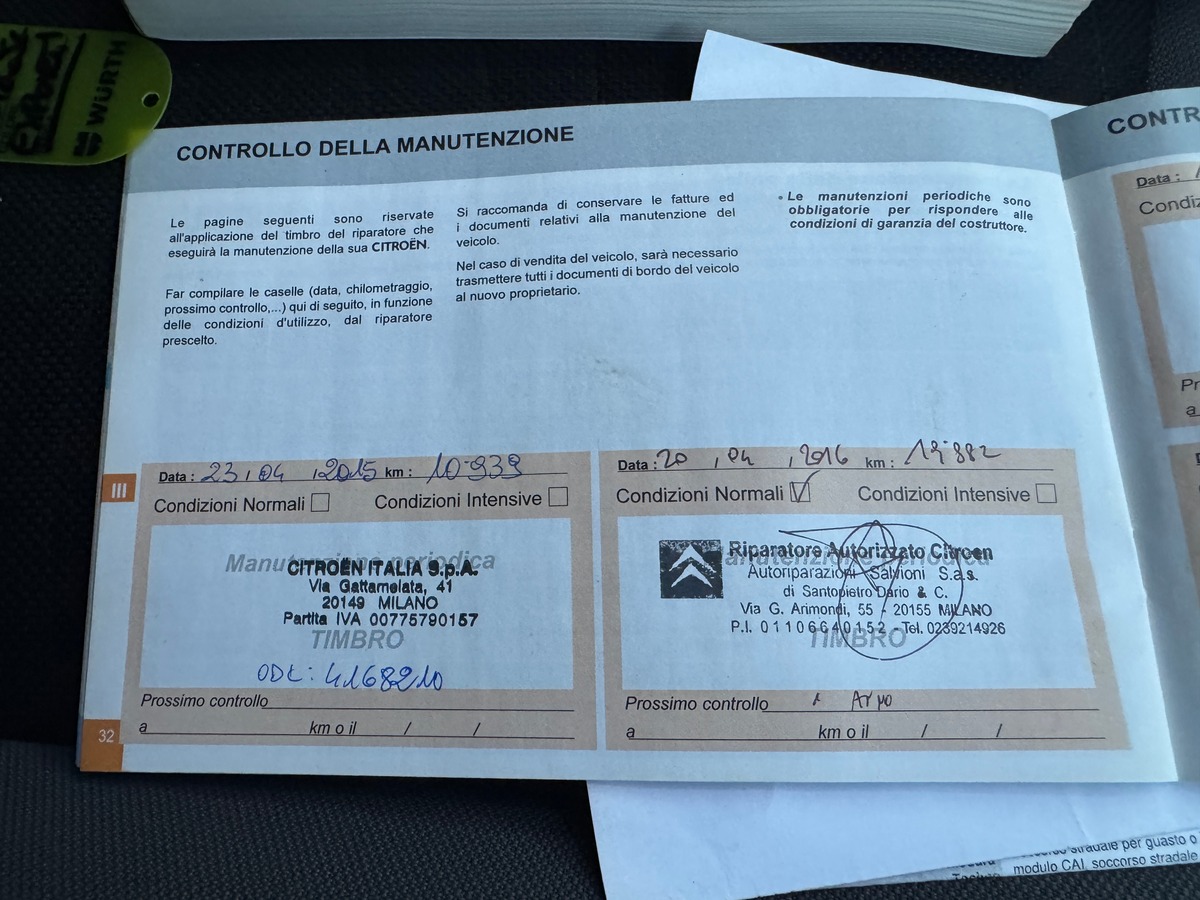 WÜRTH
CONTROLLO DELLA MANUTENZIONE
Le pagine seguenti sono riservate
all'applicazione del timbro del riparatore che
eseguirà la manutenzione della sua CITROËN.
Far compilare le caselle (data, chilometraggio,
prossimo controllo,...) qui di seguito, in funzione
delle condizioni d'utilizzo, dal riparatore
prescelto.
Si raccomanda di conservare le fatture ed
i documenti relativi alla manutenzione del
veicolo.
Nel caso di vendita del veicolo, sarà necessario
trasmettere tutti i documenti di bordo del veicolo
al nuovo proprietario.
• Le manutenzioni periodiche sono
obbligatorie per rispondere alle
condizioni di garanzia del costruttore.
III
Data : 23 / 04 / 2015 km : 10·939
Condizioni Normali Condizioni Intensive
Manutenzione periodica
CITROËN ITALIA S.p.A.
Via Gattamelata, 41
20149 MILANO
Partita IVA 00775790157
TIMBRO
ODL: 4168210
Prossimo controllo
a km o il / /
Data : 20 / 04 / 2016 km : 19·882
Condizioni Normali Condizioni Intensive
Manutenzione periodica
Riparatore Autorizzato Citroën
Autoriparazioni Salvioni S.a.s.
di Santopietro Dario & C.
Via G. Arimondi, 55 - 20155 MILANO
P.I. 01106640152 - Tel. 0239214926
TIMBRO
Prossimo controllo
a km o il / /
32
CONTR
Data :
Condiz
Pr
a
stradale per guasto o
modulo CAI, soccorso stradale